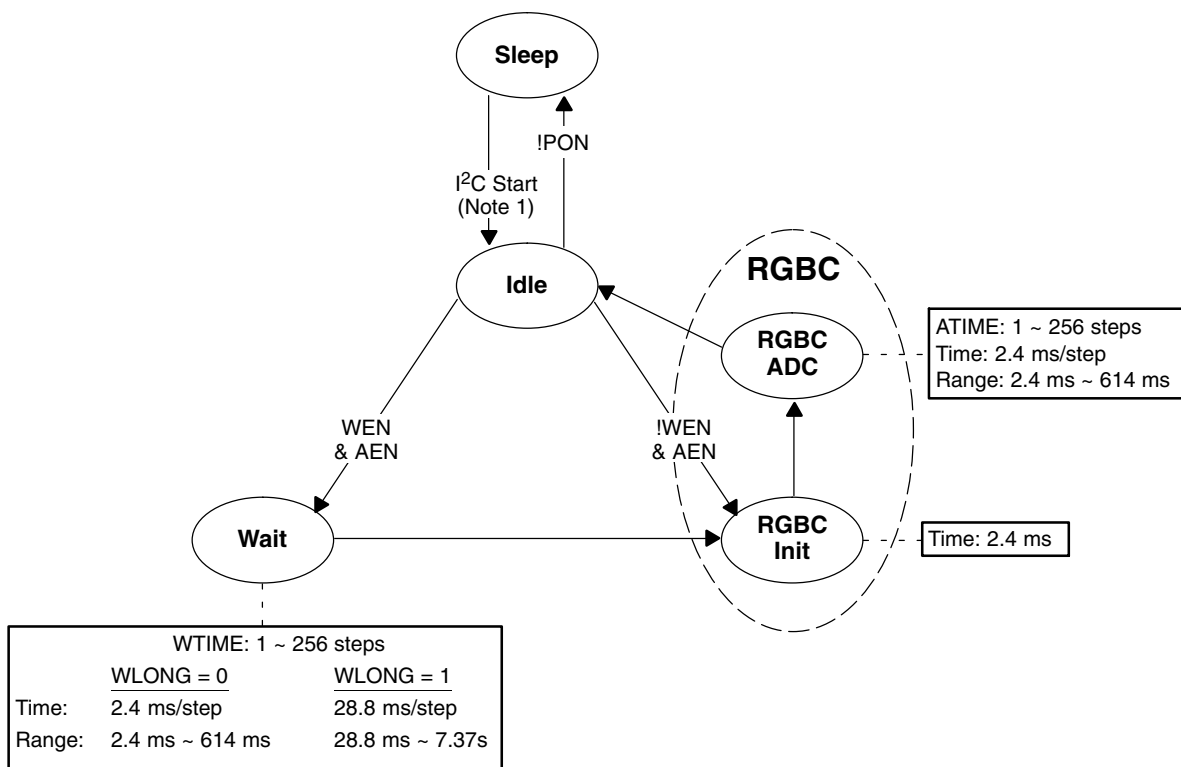 Sleep
!PON
I²C Start
(Note 1)
Idle
RGBC
RGBC
ADC
ATIME: 1 ~ 256 steps
Time: 2.4 ms/step
Range: 2.4 ms ~ 614 ms
WEN
& AEN
!WEN
& AEN
Wait
RGBC
Init
Time: 2.4 ms
WTIME: 1 ~ 256 steps
WLONG = 0 WLONG = 1
Time: 2.4 ms/step 28.8 ms/step
Range: 2.4 ms ~ 614 ms 28.8 ms ~ 7.37s